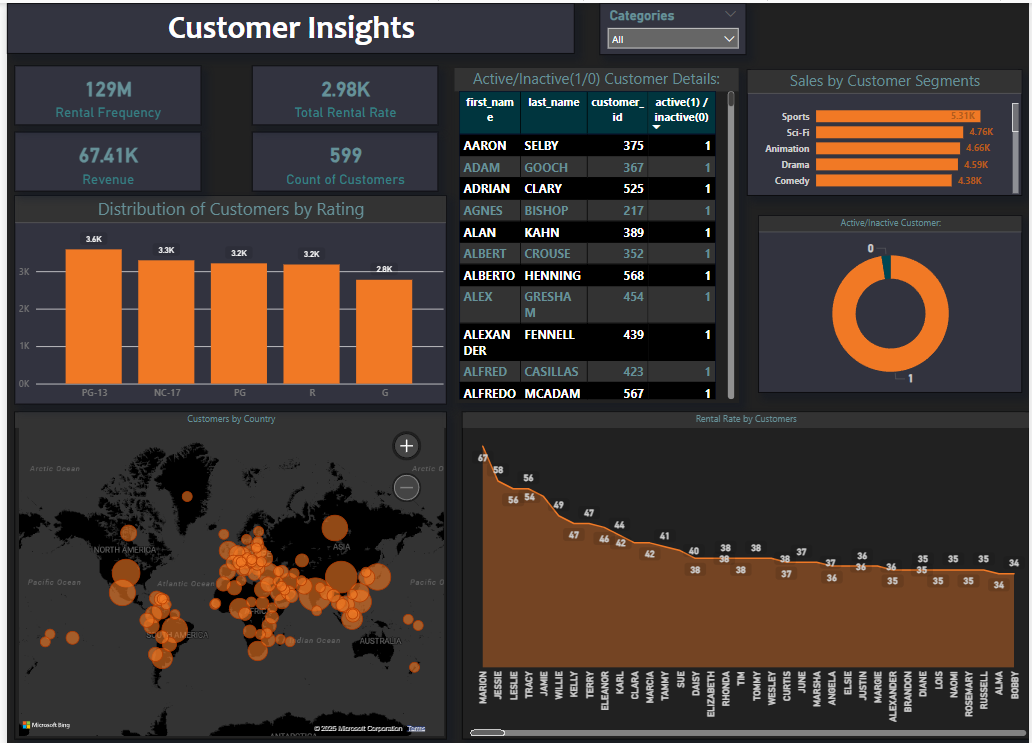 Customer Insights
Categories
All
129M
Rental Frequency
2.98K
Total Rental Rate
67.41K
Revenue
599
Count of Customers
Active/Inactive(1/0) Customer Details:
first_nam
e
last_name
customer_
id
active(1) /
inactive(0)
AARON SELBY 375 1
ADAM GOOCH 367 1
ADRIAN CLARY 525 1
AGNES BISHOP 217 1
ALAN KAHN 389 1
ALBERT CROUSE 352 1
ALBERTO HENNING 568 1
ALEX GRESHA 454 1
M
ALEXAN FENNELL 439 1
DER
ALFRED CASILLAS 423 1
ALFREDO MCADAM 567 1
Sales by Customer Segments
Sports 5.31K
Sci-Fi 4.76K
Animation 4.66K
Drama 4.59K
Comedy 4.38K
Distribution of Customers by Rating
3.6K 3.3K 3.2K 3.2K 2.8K
3K
2K
1K
0K
PG-13 NC-17 PG R G
Active/Inactive Customer:
0
1
Customers by Country
Arctic Ocean
Arctic O
NORTH AMERICA
ASIA
Pacific Ocean
Atlantic Ocean
Pacific O
AFRICA
SOUTH AMERICA
Indian Ocean
AUSTRALIA
Microsoft Bing
© 2025 Microsoft Corporation Terms
Rental Rate by Customers
67 58 56 56 54 49 47 47 46 44 42 42 41 40 38 38 38 38 38 38 37 37 37 36 36 36 36 35 35 35 35 35 35 35 34 34
MARION
JESSIE
LESLIE
TRACY
JAMIE
WILLIE
KELLY
TERRY
ELEANOR
KARL
CLARA
MARCIA
TAMMY
SUE
DAISY
ELIZABETH
RHONDA
TIM
TOMMY
WESLEY
CURTIS
JUNE
MARSHA
ANGELA
ELSIE
JUSTIN
MARGIE
ALEXANDER
BRANDON
DIANE
LOIS
NAOMI
ROSEMARY
RUSSELL
ALMA
BOBBY